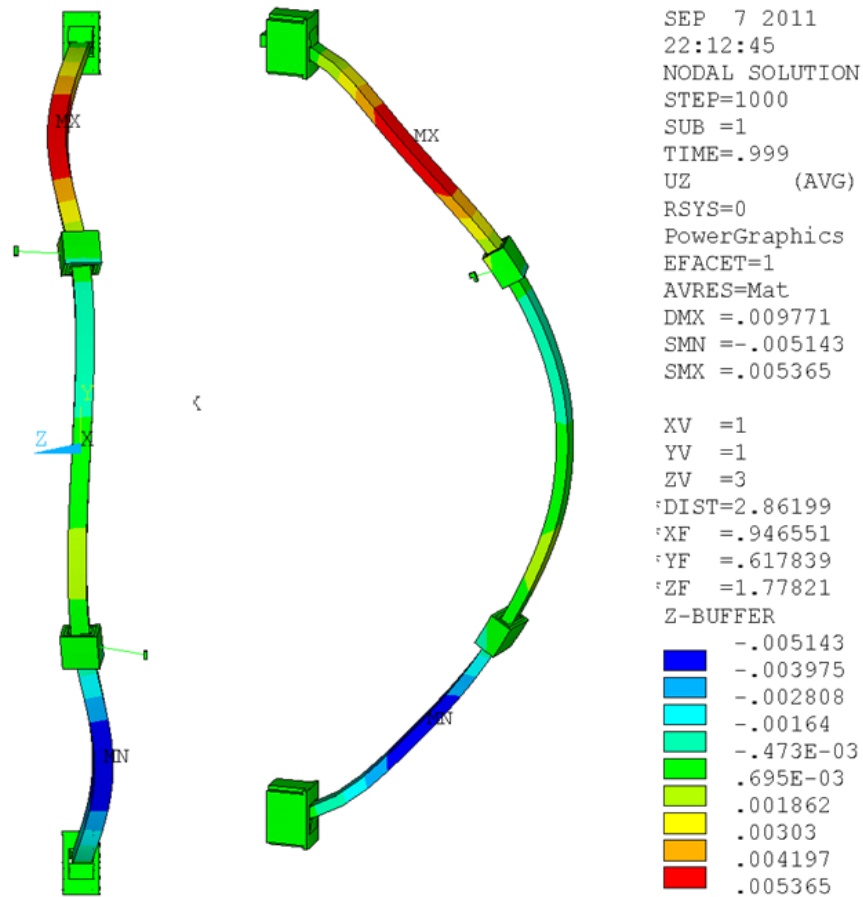 SEP 7 2011
22:12:45
NODAL SOLUTION
STEP=1000
SUB =1
TIME=.999
UZ (AVG)
RSYS=0
PowerGraphics
EFACET=1
AVRES=Mat
DMX =.009771
SMN =-.005143
SMX =.005365
XV =1
YV =1
ZV =3
*DIST=2.86199
*XF =.946551
*YF =.617839
*ZF =1.77821
Z-BUFFER
-.005143
-.003975
-.002808
-.00164
-.473E-03
.695E-03
.001862
.00303
.004197
.005365
MX
MX
Y
Z
X
MN
MN